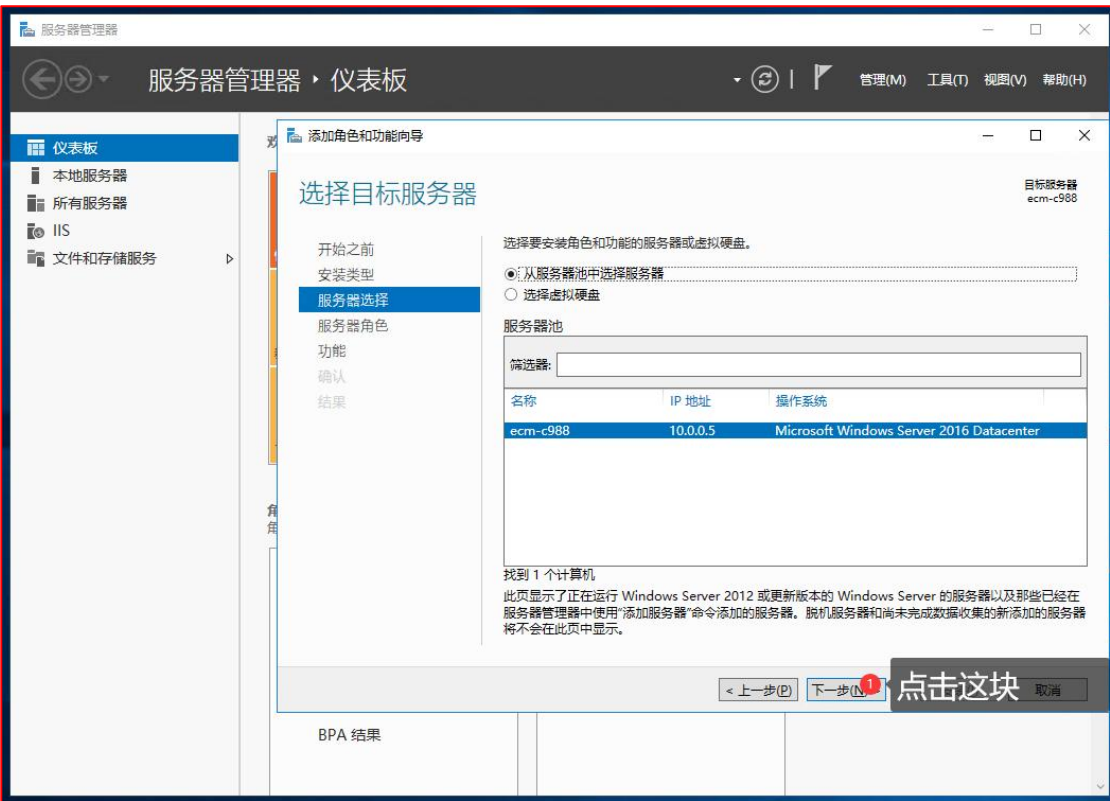 服务器管理器
服务器管理器 · 仪表板
管理(M) 工具(T) 视图(V) 帮助(H)
仪表板
本地服务器
所有服务器
IIS
文件和存储服务
添加角色和功能向导
选择目标服务器
目标服务器
ecm-c988
开始之前
安装类型
服务器选择
服务器角色
功能
确认
结果
选择要安装角色和功能的服务器或虚拟硬盘。
从服务器池中选择服务器
选择虚拟硬盘
服务器池
筛选器:
名称 IP 地址 操作系统
ecm-c988 10.0.0.5 Microsoft Windows Server 2016 Datacenter
找到 1 个计算机
此页显示了正在运行 Windows Server 2012 或更新版本的 Windows Server 的服务器以及那些已经在
服务器管理器中使用"添加服务器"命令添加的服务器。脱机服务器和尚未完成数据收集的新添加的服务器
将不会在此页中显示。
< 上一步(P) 下一步(N 1 点击这块 取消
BPA 结果